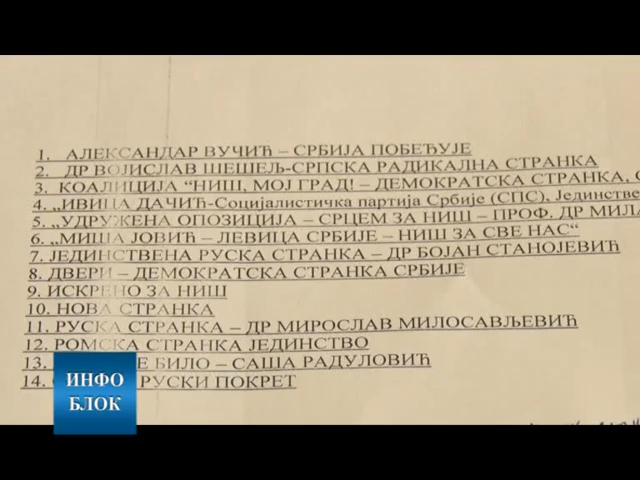 1. АЛЕКСАНДАР ВУЧИЋ – СРБИЈА ПОБЕЂУЈЕ
2. ДР ВОЈИСЛАВ ШЕШЕЉ-СРПСКА РАДИКАЛНА СТРАНКА
3. КОАЛИЦИЈА “НИШ, МОЈ ГРАД! – ДЕМОКРАТСКА СТРАНКА,
4. „ИВИЦА ДАЧИЋ-Социјалистичка партија Србије (СПС), Јединстве
5. „УДРУЖЕНА ОПОЗИЦИЈА – СРЦЕМ ЗА НИШ – ПРОФ. ДР МИЛА
6. „МИША ЈОВИЋ – ЛЕВИЦА СРБИЈЕ – НИШ ЗА СВЕ НАС“
7. ЈЕДИНСТВЕНА РУСКА СТРАНКА – ДР БОЈАН СТАНОЈЕВИЋ
8. ДВЕРИ – ДЕМОКРАТСКА СТРАНКА СРБИЈЕ
9. ИСКРЕНО ЗА НИШ
10. НОВА СТРАНКА
11. РУСКА СТРАНКА – ДР МИРОСЛАВ МИЛОСАВЉЕВИЋ
12. РОМСКА СТРАНКА ЈЕДИНСТВО
13. БИЛО – САША РАДУЛОВИЋ
14. РУСКИ ПОКРЕТ
ИНФО
БЛОК